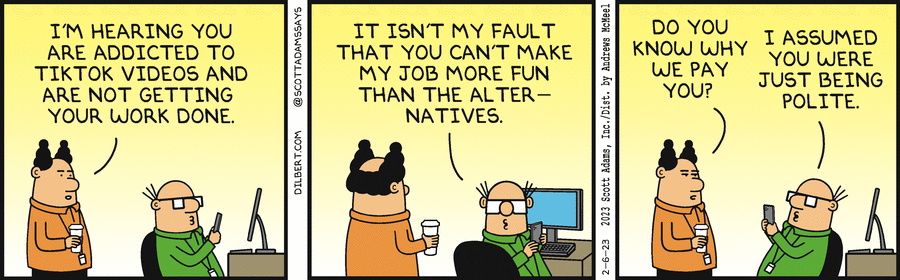 I'M HEARING YOU
ARE ADDICTED TO
TIKTOK VIDEOS AND
ARE NOT GETTING
YOUR WORK DONE.
DILBERT.COM @SCOTTADAMSSAYS
IT ISN'T MY FAULT
THAT YOU CAN'T MAKE
MY JOB MORE FUN
THAN THE ALTER-
NATIVES.
2-6-23 2023 Scott Adams, Inc./Dist. by Andrews McMeel
DO YOU
KNOW WHY
WE PAY
YOU?
I ASSUMED
YOU WERE
JUST BEING
POLITE.